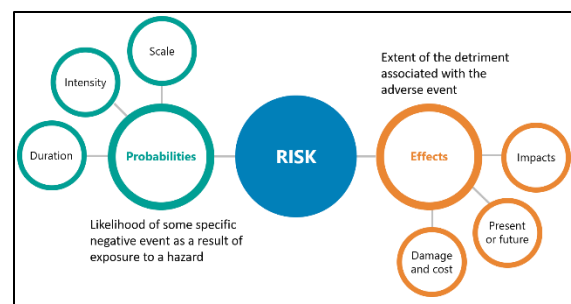 Scale
Intensity
Duration
Probabilities
Likelihood of some specific
negative event as a result of
exposure to a hazard
RISK
Extent of the detriment
associated with the
adverse event
Effects
Impacts
Present
or future
Damage
and cost